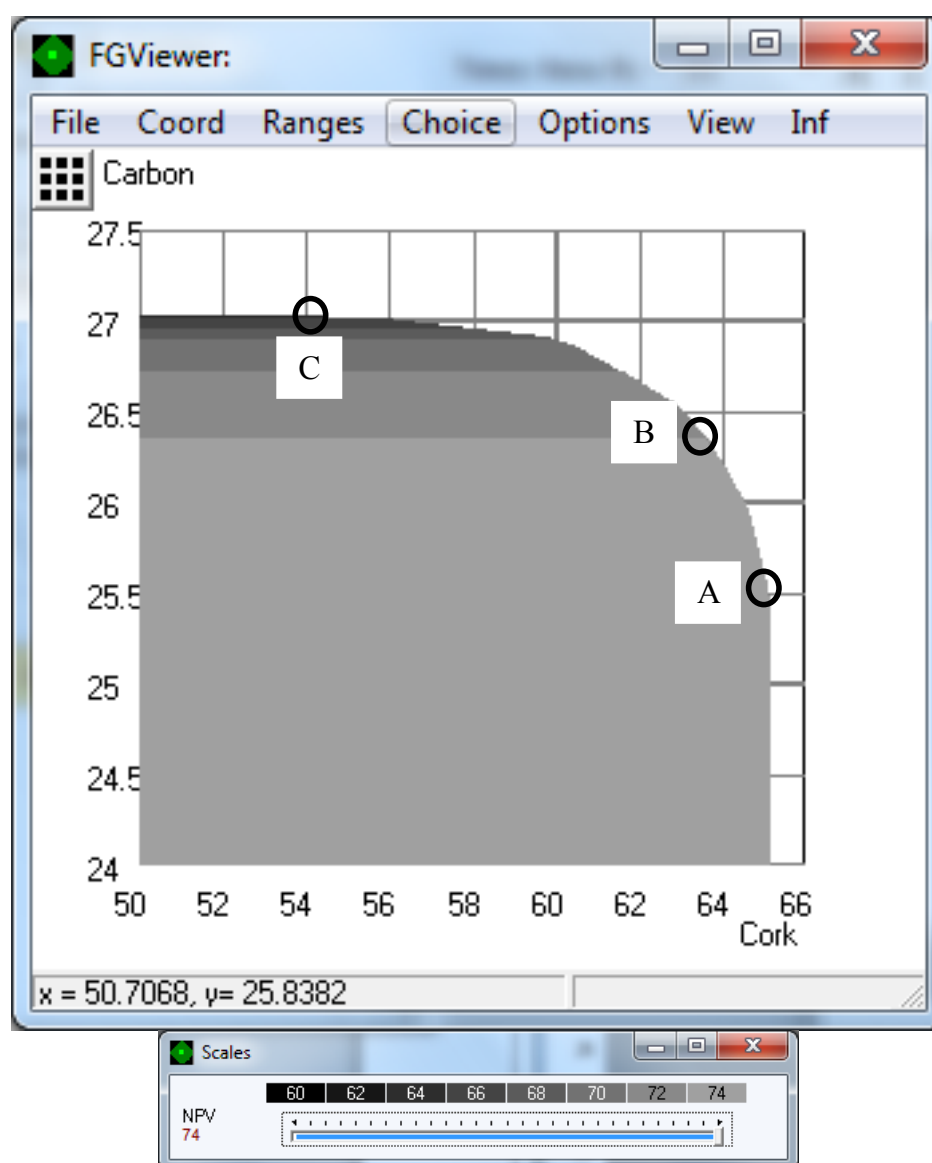 FGViewer:
File Coord Ranges Choice Options View Inf
Carbon
27.5
27
C
26.5
B
26
25.5
A
25
24.5
24
50 52 54 56 58 60 62 64 66
Cork
x = 50.7068, y= 25.8382
Scales
60 62 64 66 68 70 72 74
NPV
74